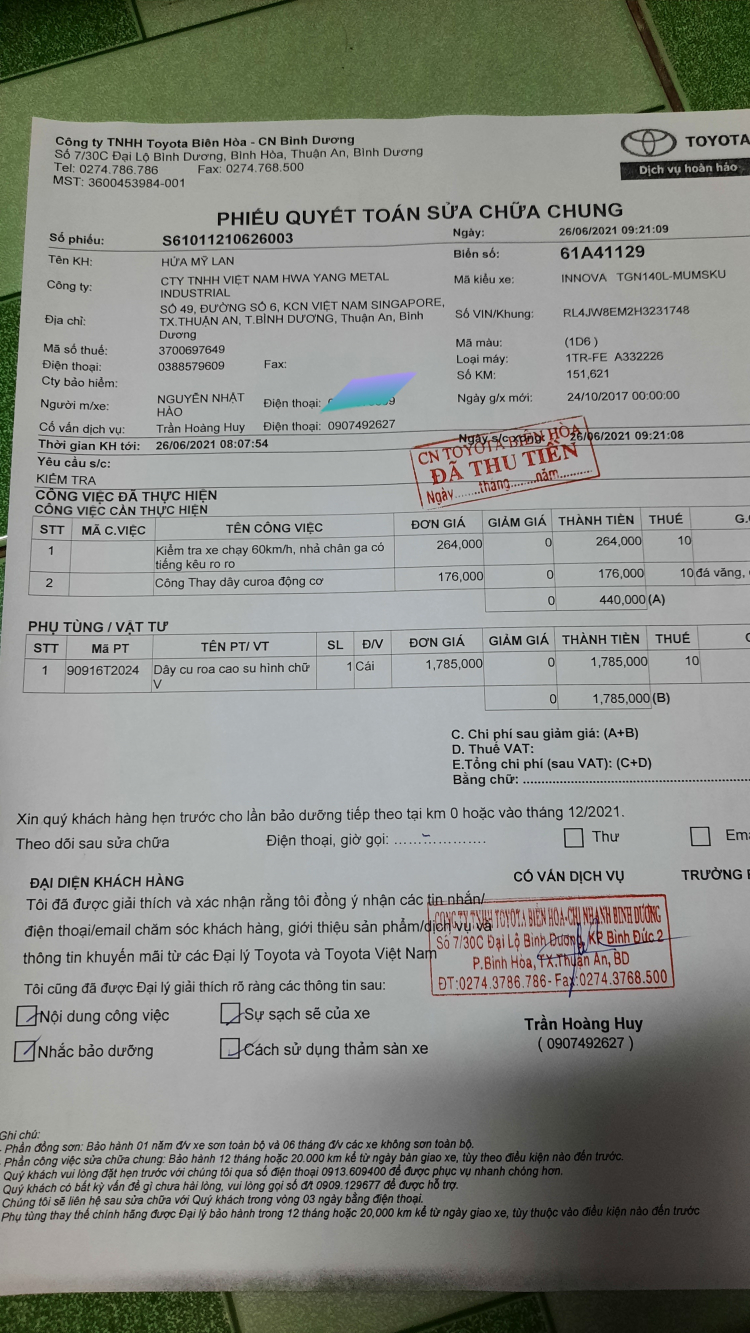 Công ty TNHH Toyota Biên Hòa - CN Bình Dương
Số 7/30C Đại Lộ Bình Dương, Bình Hòa, Thuận An, Bình Dương
Tel: 0274.786.786 Fax: 0274.768.500
MST: 3600453984-001
TOYOTA
Dịch vụ hoàn hảo
PHIẾU QUYẾT TOÁN SỬA CHỮA CHUNG
Số phiếu: S61011210626003 Ngày: 26/06/2021 09:21:09
Tên KH: HỨA MỸ LAN Biển số: 61A41129
Công ty: CTY TNHH VIỆT NAM HWA YANG METAL INDUSTRIAL Mã kiểu xe: INNOVA TGN140L-MUMSKU
Địa chỉ: SỐ 49, ĐƯỜNG SỐ 6, KCN VIỆT NAM SINGAPORE, TX.THUẬN AN, T.BÌNH DƯƠNG, Thuận An, Bình Dương Số VIN/Khung: RL4JW8EM2H3231748
Mã số thuế: 3700697649 Mã màu: (1D6 )
Điện thoại: 0388579609 Fax: Loại máy: 1TR-FE A332226
Cty bảo hiểm: Số KM: 151,621
Người m/xe: NGUYỄN NHẬT HÀO Điện thoại: Ngày g/x mới: 24/10/2017 00:00:00
Cố vấn dịch vụ: Trần Hoàng Huy Điện thoại: 0907492627
Thời gian KH tới: 26/06/2021 08:07:54 Ngày s/c xong: 26/06/2021 09:21:08
CN TOYOTA BIÊN HÒA
ĐÃ THU TIỀN
Ngày........tháng........năm..........
Yêu cầu s/c:
KIỂM TRA
CÔNG VIỆC ĐÃ THỰC HIỆN
CÔNG VIỆC CẦN THỰC HIỆN
STT MÃ C.VIỆC TÊN CÔNG VIỆC ĐƠN GIÁ GIẢM GIÁ THÀNH TIỀN THUẾ
1 Kiểm tra xe chạy 60km/h, nhả chân ga có tiếng kêu ro ro 264,000 0 264,000 10
2 Công Thay dây curoa động cơ 176,000 0 176,000 10 đá văng,
0 440,000 (A)
PHỤ TÙNG / VẬT TƯ
STT Mã PT TÊN PT/ VT SL Đ/V ĐƠN GIÁ GIẢM GIÁ THÀNH TIỀN THUẾ
1 90916T2024 Dây cu roa cao su hình chữ V 1 Cái 1,785,000 0 1,785,000 10
0 1,785,000 (B)
C. Chi phí sau giảm giá: (A+B)
D. Thuế VAT:
E.Tổng chi phí (sau VAT): (C+D)
Bằng chữ: ........................................................
Xin quý khách hàng hẹn trước cho lần bảo dưỡng tiếp theo tại km 0 hoặc vào tháng 12/2021.
Theo dõi sau sửa chữa Điện thoại, giờ gọi: ...................... Thư Ema
ĐẠI DIỆN KHÁCH HÀNG CỐ VẤN DỊCH VỤ TRƯỞNG
Tôi đã được giải thích và xác nhận rằng tôi đồng ý nhận các tin nhắn/
điện thoại/email chăm sóc khách hàng, giới thiệu sản phẩm/dịch vụ và
thông tin khuyến mãi từ các Đại lý Toyota và Toyota Việt Nam
CÔNG TY TNHH TOYOTA BIÊN HÒA-CHI NHÁNH BÌNH DƯƠNG
Số 7/30C Đại Lộ Bình Dương, KP Bình Đức 2
P.Bình Hòa, TX.Thuận An, BD
ĐT:0274.3786.786- Fax:0274.3768.500
Tôi cũng đã được Đại lý giải thích rõ ràng các thông tin sau:
Nội dung công việc Sự sạch sẽ của xe
Nhắc bảo dưỡng Cách sử dụng thảm sàn xe
Trần Hoàng Huy
( 0907492627 )
Ghi chú:
- Phần đồng sơn: Bảo hành 01 năm đ/v xe sơn toàn bộ và 06 tháng đ/v các xe không sơn toàn bộ.
- Phần công việc sửa chữa chung: Bảo hành 12 tháng hoặc 20.000 km kể từ ngày bàn giao xe, tùy theo điều kiện nào đến trước.
Quý khách vui lòng đặt hẹn trước với chúng tôi qua số điện thoại 0913.609400 để được phục vụ nhanh chóng hơn.
Quý khách có bất kỳ vấn đề gì chưa hài lòng, vui lòng gọi số đ/t 0909.129677 để được hỗ trợ.
Chúng tôi sẽ liên hệ sau sửa chữa với Quý khách trong vòng 03 ngày bằng điện thoại.
Phụ tùng thay thế chính hãng được Đại lý bảo hành trong 12 tháng hoặc 20,000 km kể từ ngày giao xe, tùy thuộc vào điều kiện nào đến trước